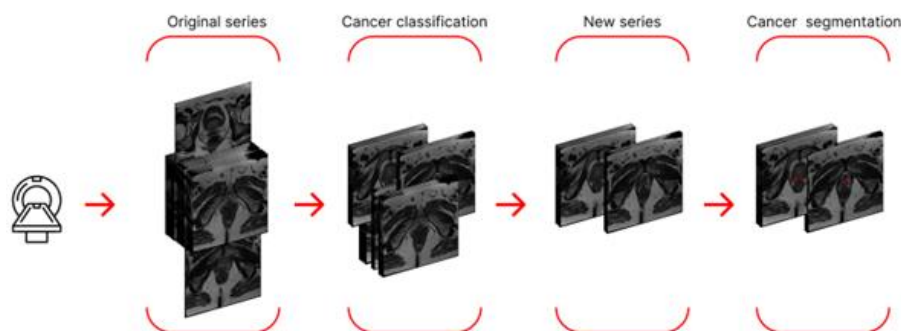 Original series
Cancer classification
New series
Cancer segmentation